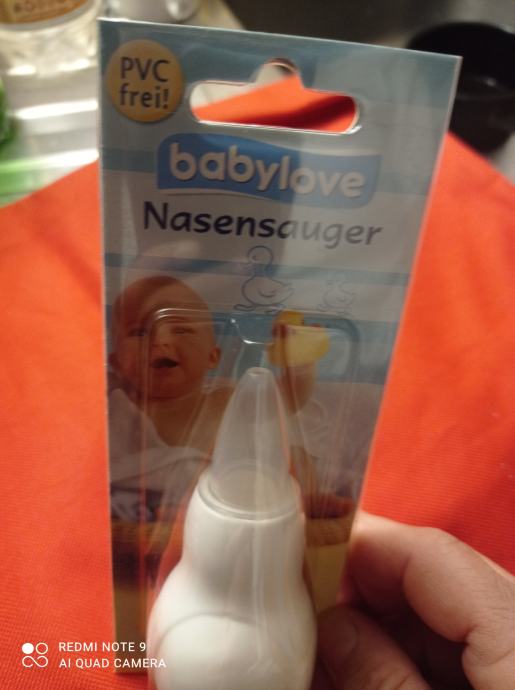 PVC
frei!
babylove
Nasensauger
REDMI NOTE 9
AI QUAD CAMERA